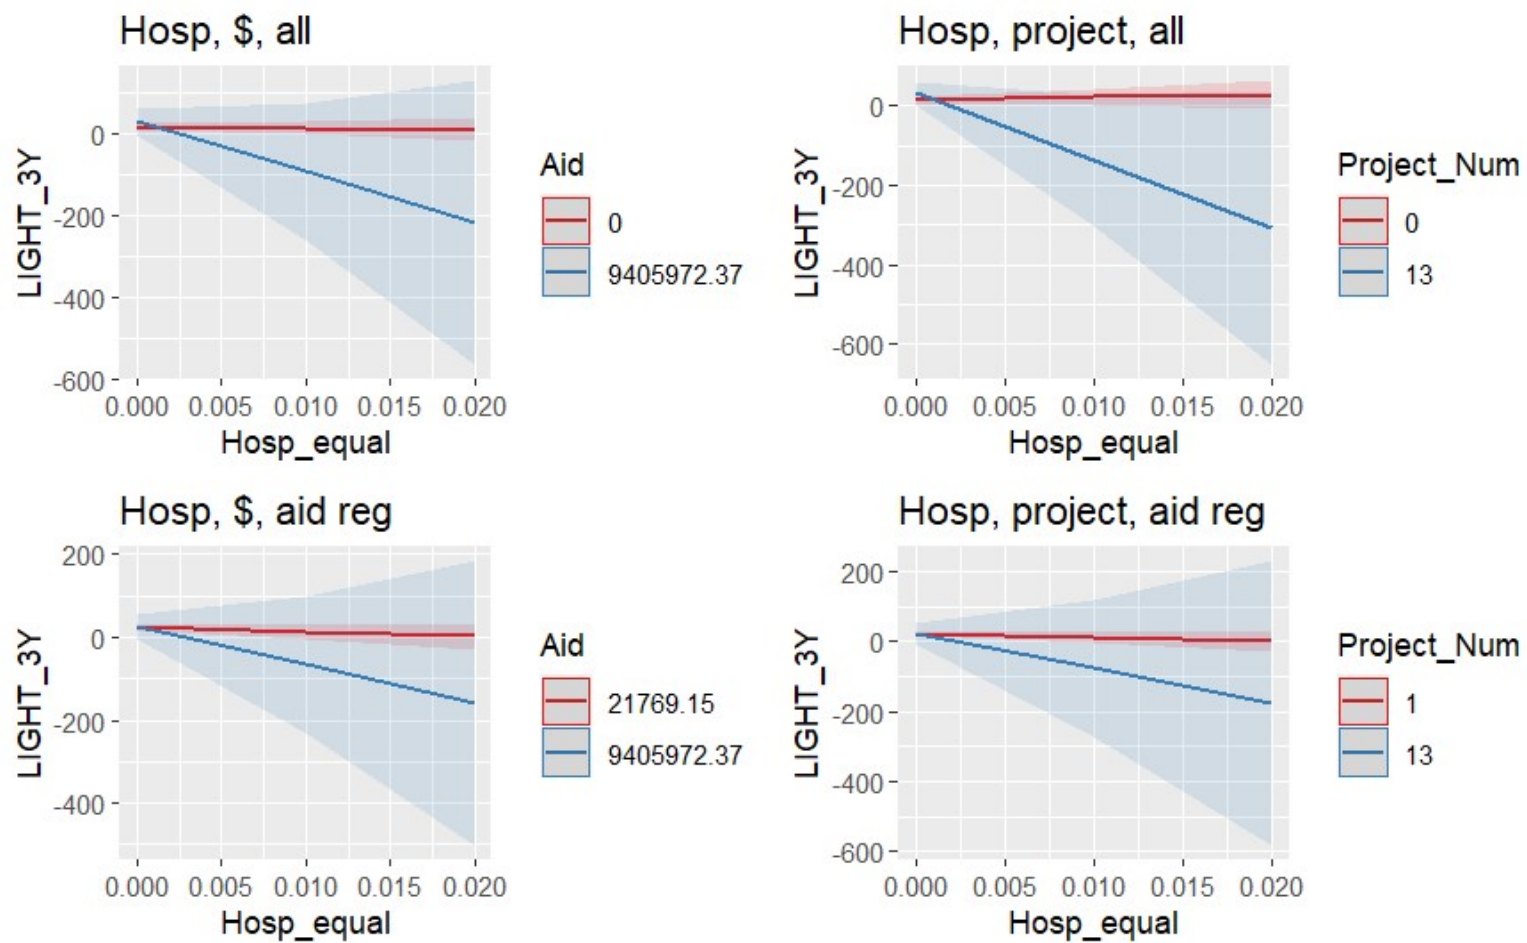 Hosp, $, all
0
-200
-400
-600
LIGHT_3Y
0.000 0.005 0.010 0.015 0.020
Hosp_equal
Aid
0
9405972.37
Hosp, project, all
0
-200
-400
-600
LIGHT_3Y
0.000 0.005 0.010 0.015 0.020
Hosp_equal
Project_Num
0
13
Hosp, $, aid reg
200
0
-200
-400
LIGHT_3Y
0.000 0.005 0.010 0.015 0.020
Hosp_equal
Aid
21769.15
9405972.37
Hosp, project, aid reg
200
0
-200
-400
-600
LIGHT_3Y
0.000 0.005 0.010 0.015 0.020
Hosp_equal
Project_Num
1
13